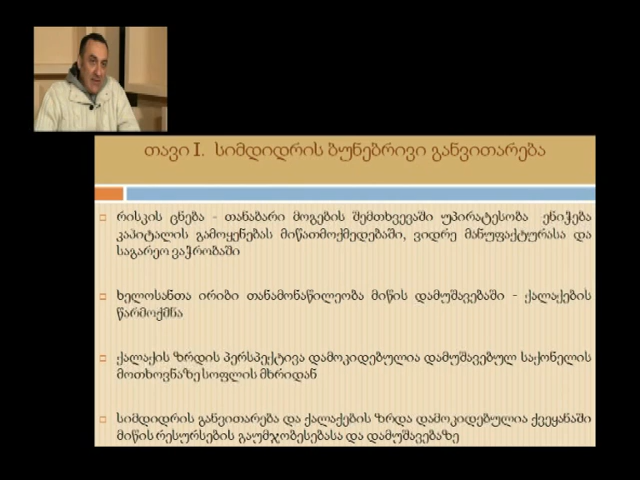 თავი I. სიმდიდრის ბუნებრივი განვითარება
რისკის ცნება - თანაბარი მოგების შემთხვევაში უპირატესობა ენიჭება
კაპიტალის გამოყენებას მიწათმოქმედებაში, ვიდრე მანუფაქტურასა და
საგარეო ვაჭრობაში
ხელოსანთა ირიბი თანამონაწილეობა მიწის დამუშავებაში - ქალაქების
წარმოქმნა
ქალაქის ზრდის პერსპექტივა დამოკიდებულია დამუშავებულ საქონელის
მოთხოვნაზე სოფლის მხრიდან
სიმდიდრის განვითარება და ქალაქების ზრდა დამოკიდებულია ქვეყანაში
მიწის რესურსების გაუმჯობესებასა და დამუშავებაზე